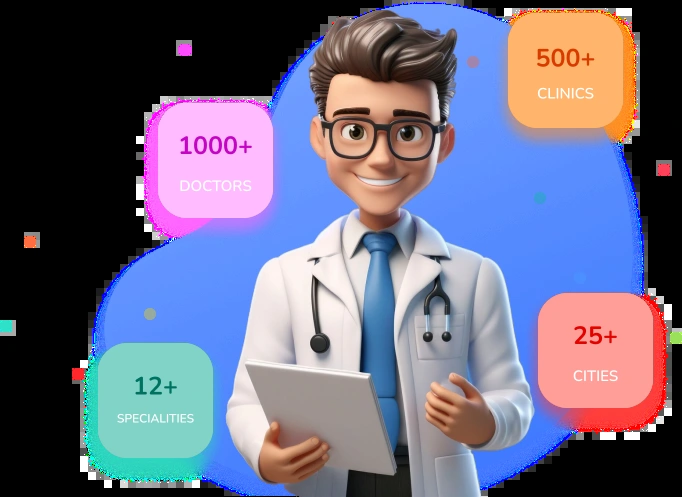 500+
CLINICS
1000+
DOCTORS
25+
CITIES
12+
SPECIALITIES